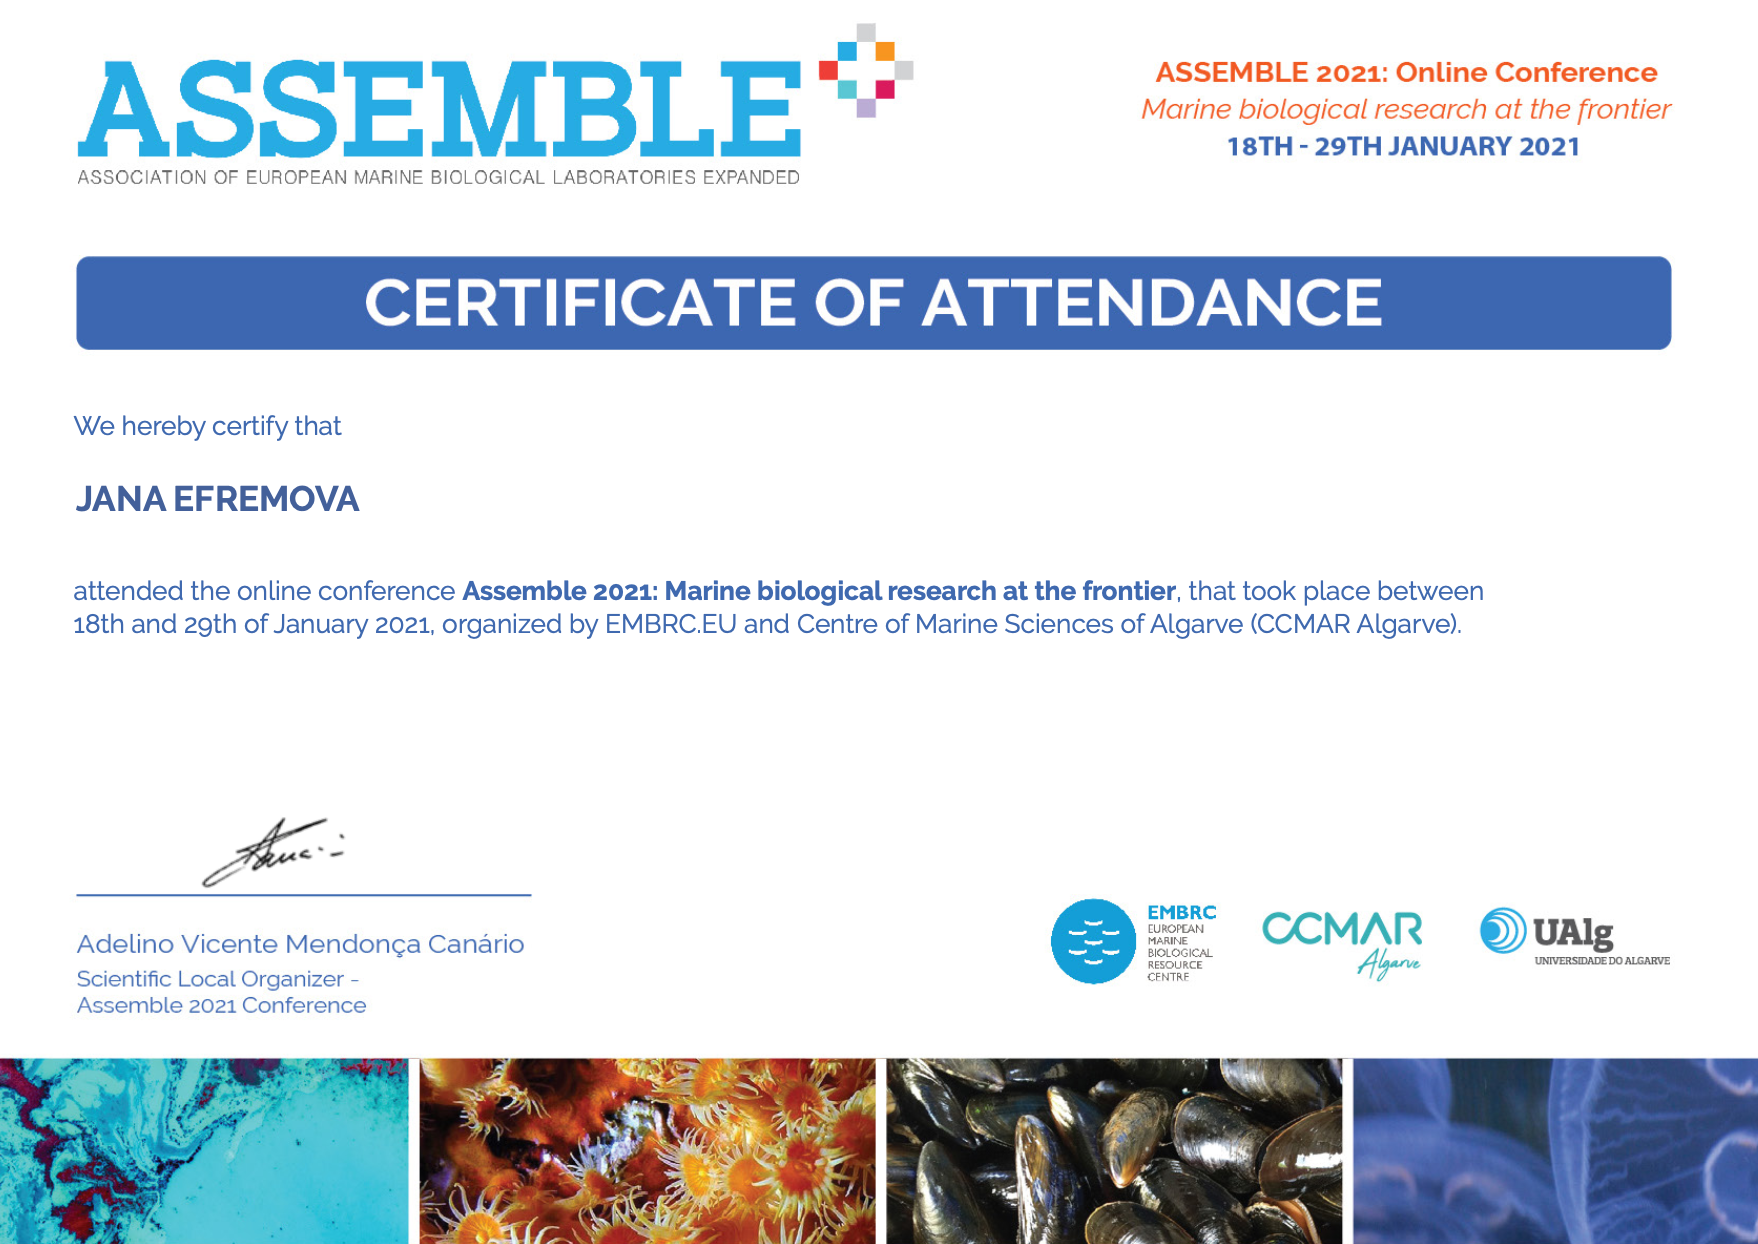 ASSEMBLE
ASSOCIATION OF EUROPEAN MARINE BIOLOGICAL LABORATORIES EXPANDED
ASSEMBLE 2021: Online Conference
Marine biological research at the frontier
18TH - 29TH JANUARY 2021
CERTIFICATE OF ATTENDANCE
We hereby certify that
JANA EFREMOVA
attended the online conference Assemble 2021: Marine biological research at the frontier, that took place between
18th and 29th of January 2021, organized by EMBRC.EU and Centre of Marine Sciences of Algarve (CCMAR Algarve).
Adelino Vicente Mendonça Canário
Scientific Local Organizer -
Assemble 2021 Conference
EMBRC
EUROPEAN
MARINE
BIOLOGICAL
RESOURCE
CENTRE
CCMAR
Algarve
UAlg
UNIVERSIDADE DO ALGARVE